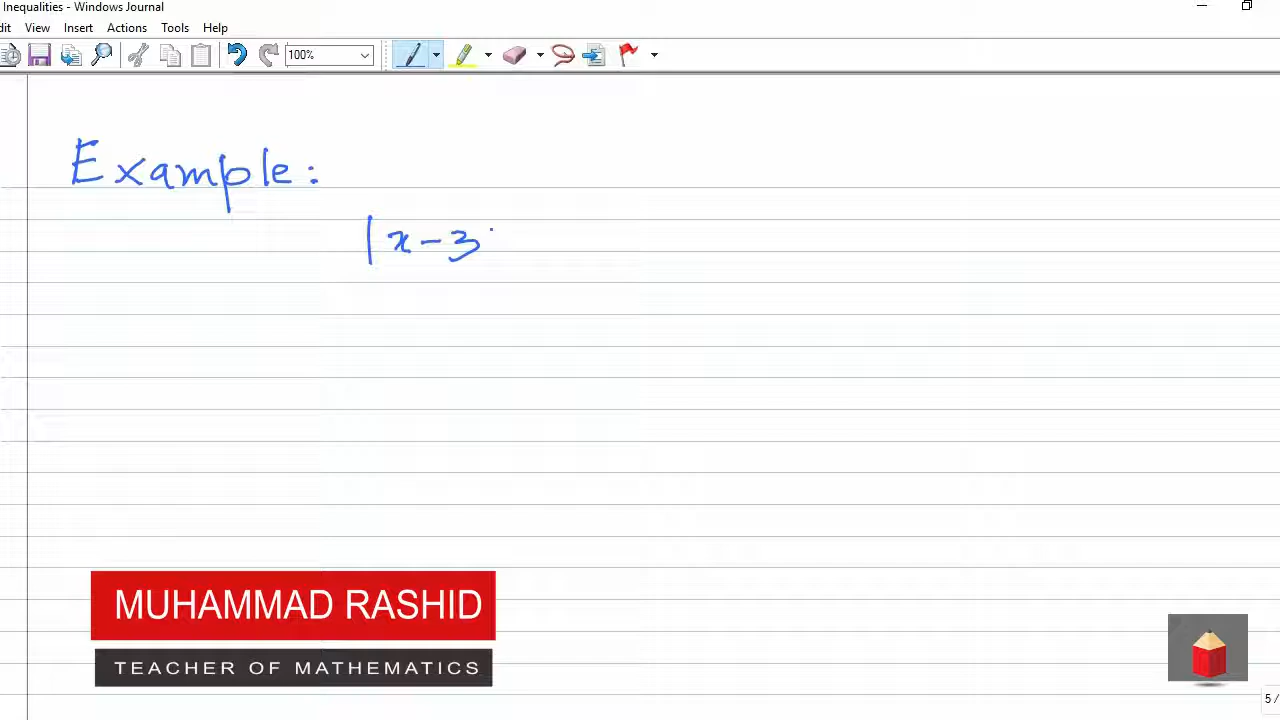 Inequalities - Windows Journal
dit View Insert Actions Tools Help
100%
Example:
|x-3
MUHAMMAD RASHID
TEACHER OF MATHEMATICS
5 /